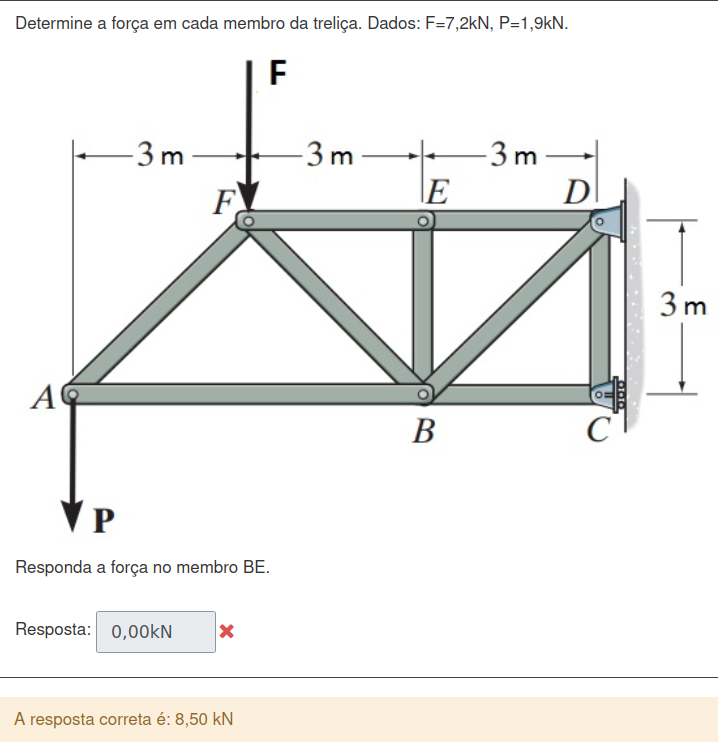 Determine a força em cada membro da treliça. Dados: F=7,2kN, P=1,9kN.
F
3 m 3 m 3 m
F E D
3 m
A B C
P
Responda a força no membro BE.
Resposta: 0,00kN
A resposta correta é: 8,50 kN